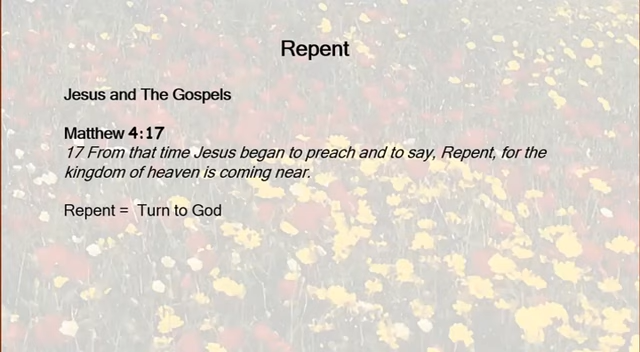 Repent
Jesus and The Gospels
Matthew 4:17
17 From that time Jesus began to preach and to say, Repent, for the
kingdom of heaven is coming near.
Repent = Turn to God